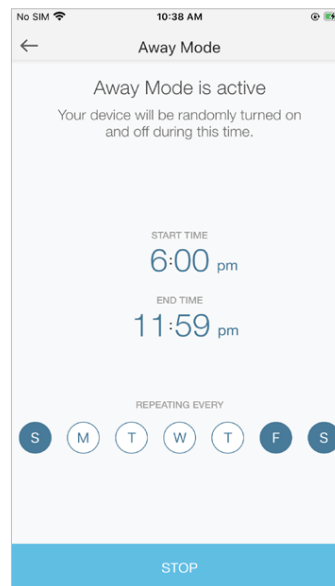 No SIM 10:38 AM
Away Mode
Away Mode is active
Your device will be randomly turned on
and off during this time.
START TIME
6:00 pm
END TIME
11:59 pm
REPEATING EVERY
S M T W T F S
STOP